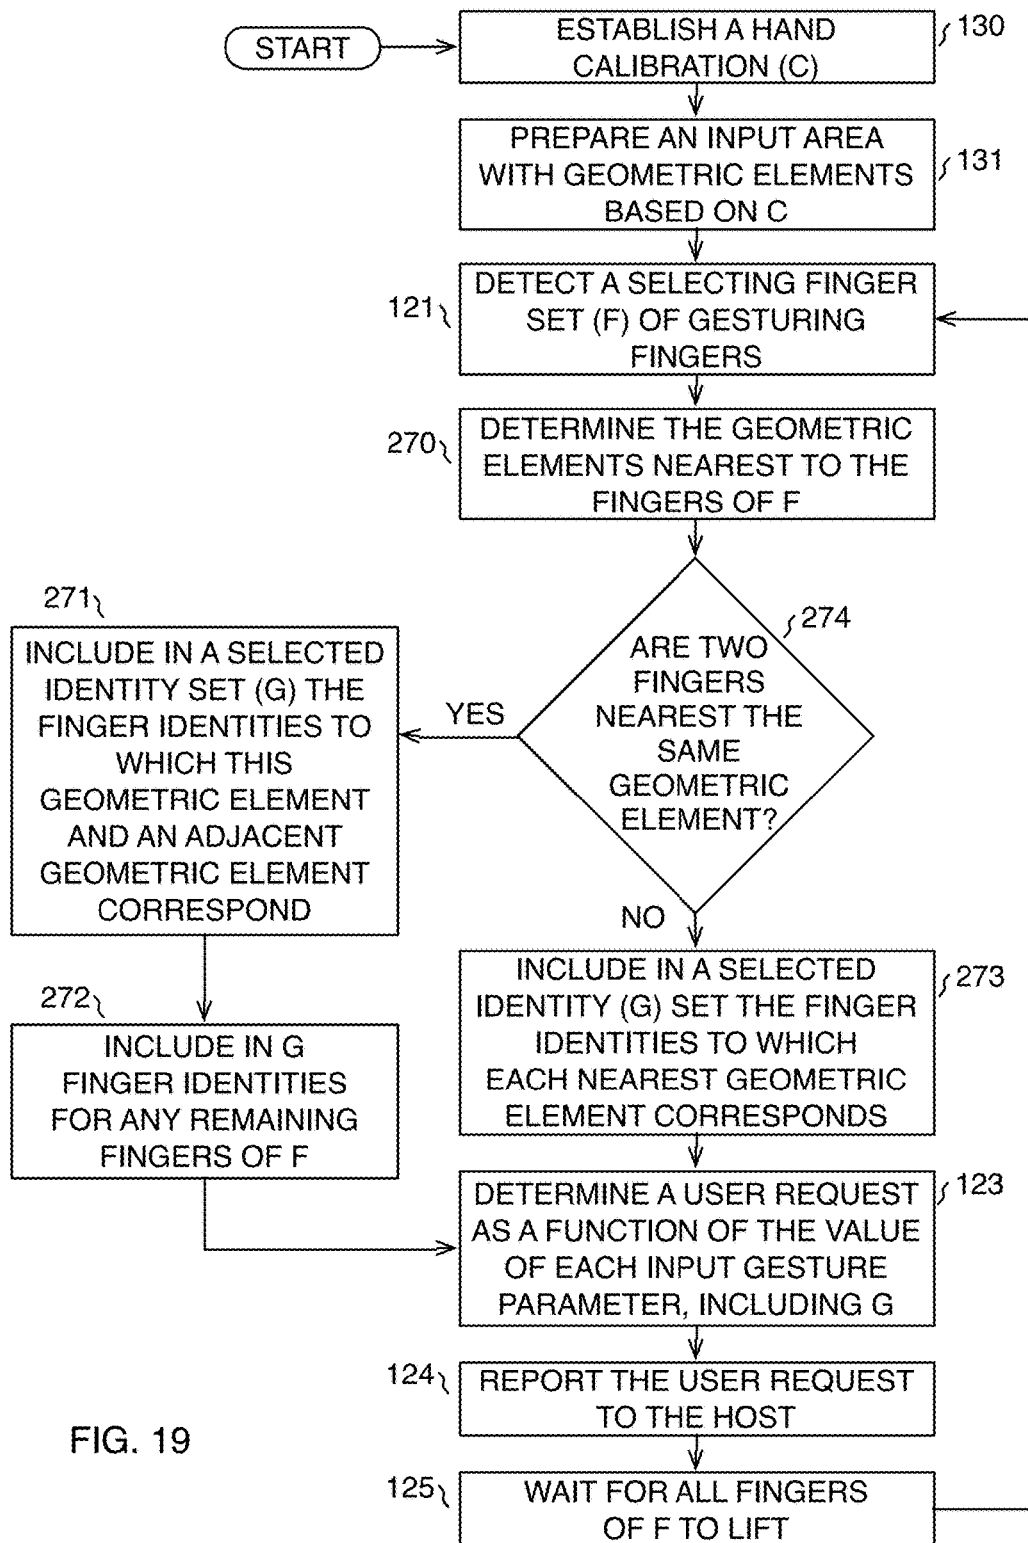 START
ESTABLISH A HAND
CALIBRATION (C)
130
PREPARE AN INPUT AREA
WITH GEOMETRIC ELEMENTS
BASED ON C
131
DETECT A SELECTING FINGER
SET (F) OF GESTURING
FINGERS
121
270
DETERMINE THE GEOMETRIC
ELEMENTS NEAREST TO THE
FINGERS OF F
274
ARE TWO
FINGERS
NEAREST THE
SAME
GEOMETRIC
ELEMENT?
YES
271
INCLUDE IN A SELECTED
IDENTITY SET (G) THE
FINGER IDENTITIES TO
WHICH THIS
GEOMETRIC ELEMENT
AND AN ADJACENT
GEOMETRIC ELEMENT
CORRESPOND
272
INCLUDE IN G
FINGER IDENTITIES
FOR ANY REMAINING
FINGERS OF F
NO
INCLUDE IN A SELECTED
IDENTITY (G) SET THE FINGER
IDENTITIES TO WHICH
EACH NEAREST GEOMETRIC
ELEMENT CORRESPONDS
273
DETERMINE A USER REQUEST
AS A FUNCTION OF THE VALUE
OF EACH INPUT GESTURE
PARAMETER, INCLUDING G
123
124
REPORT THE USER REQUEST
TO THE HOST
125
WAIT FOR ALL FINGERS
OF F TO LIFT
FIG. 19